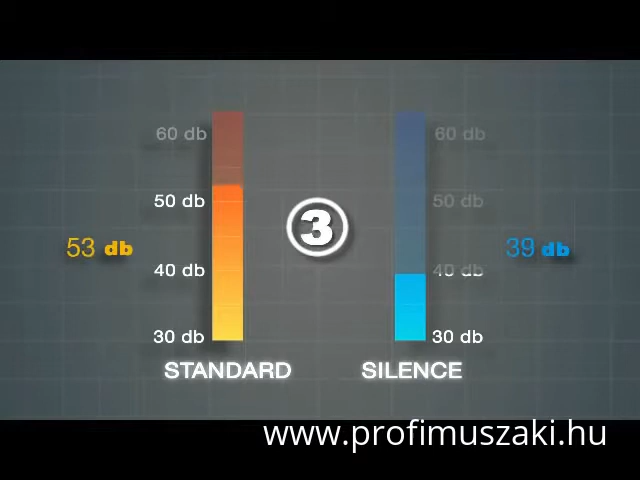 60 db 60 db
50 db 50 db
3
53 db 39 db
40 db 40 db
30 db 30 db
STANDARD SILENCE
www.profimuszaki.hu